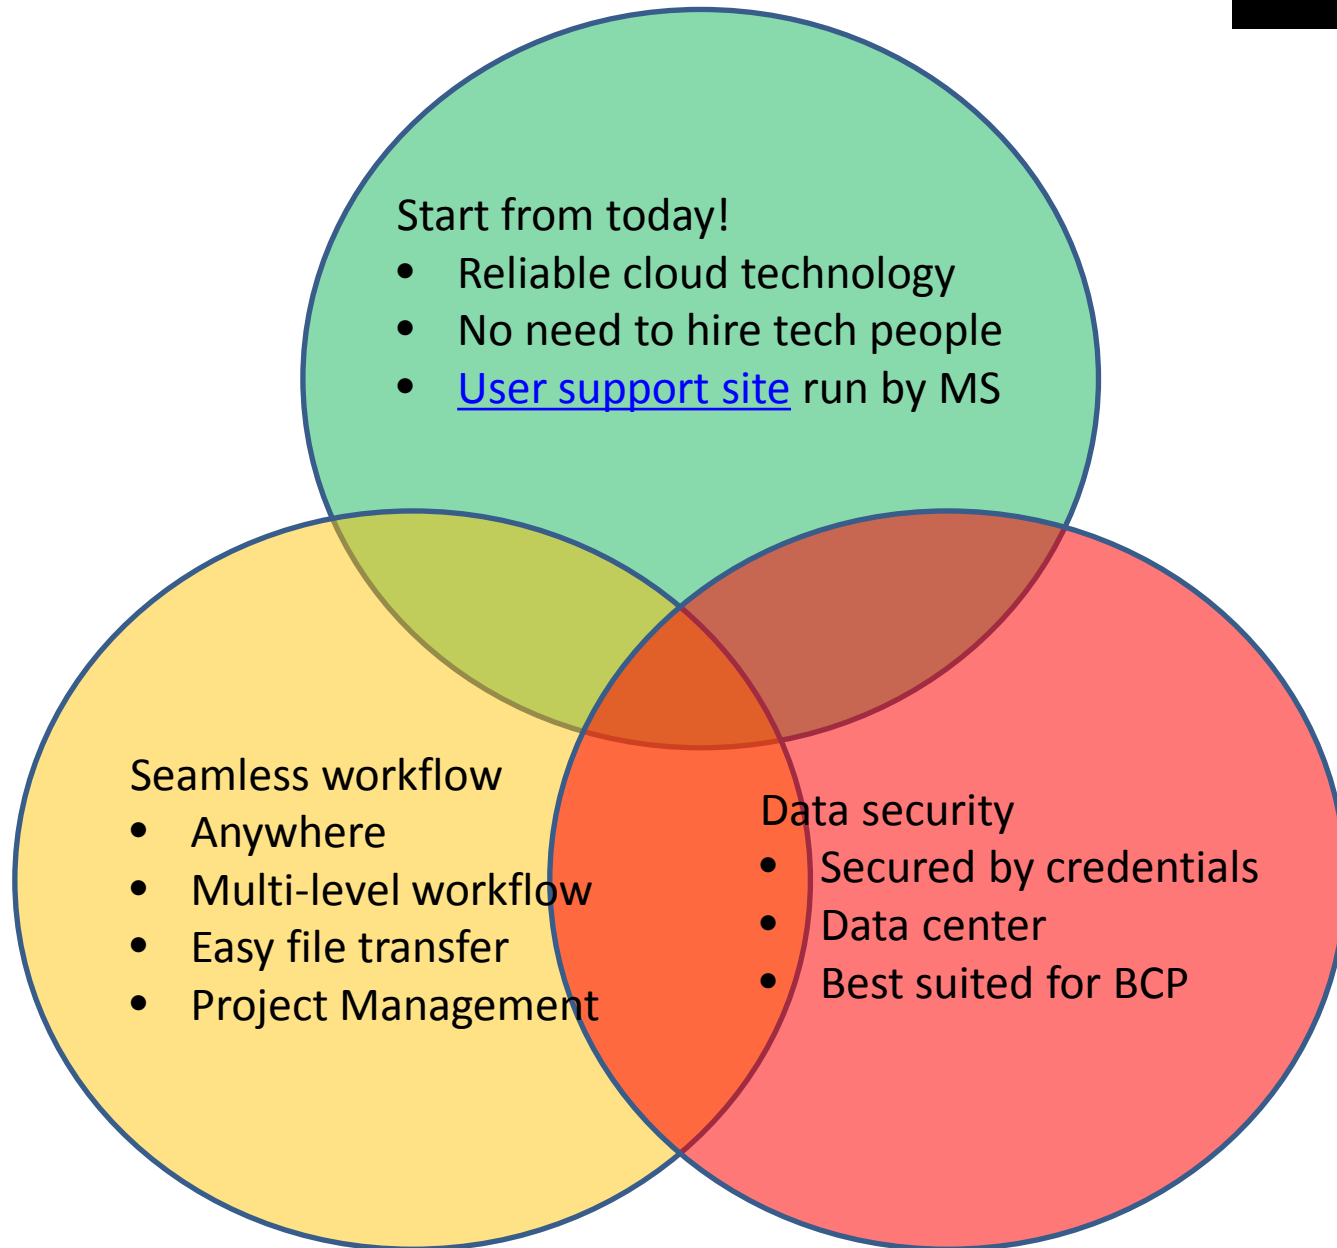 Start from today!
• Reliable cloud technology
• No need to hire tech people
• User support site run by MS
Seamless workflow
• Anywhere
• Multi-level workflow
• Easy file transfer
• Project Management
Data security
• Secured by credentials
• Data center
• Best suited for BCP